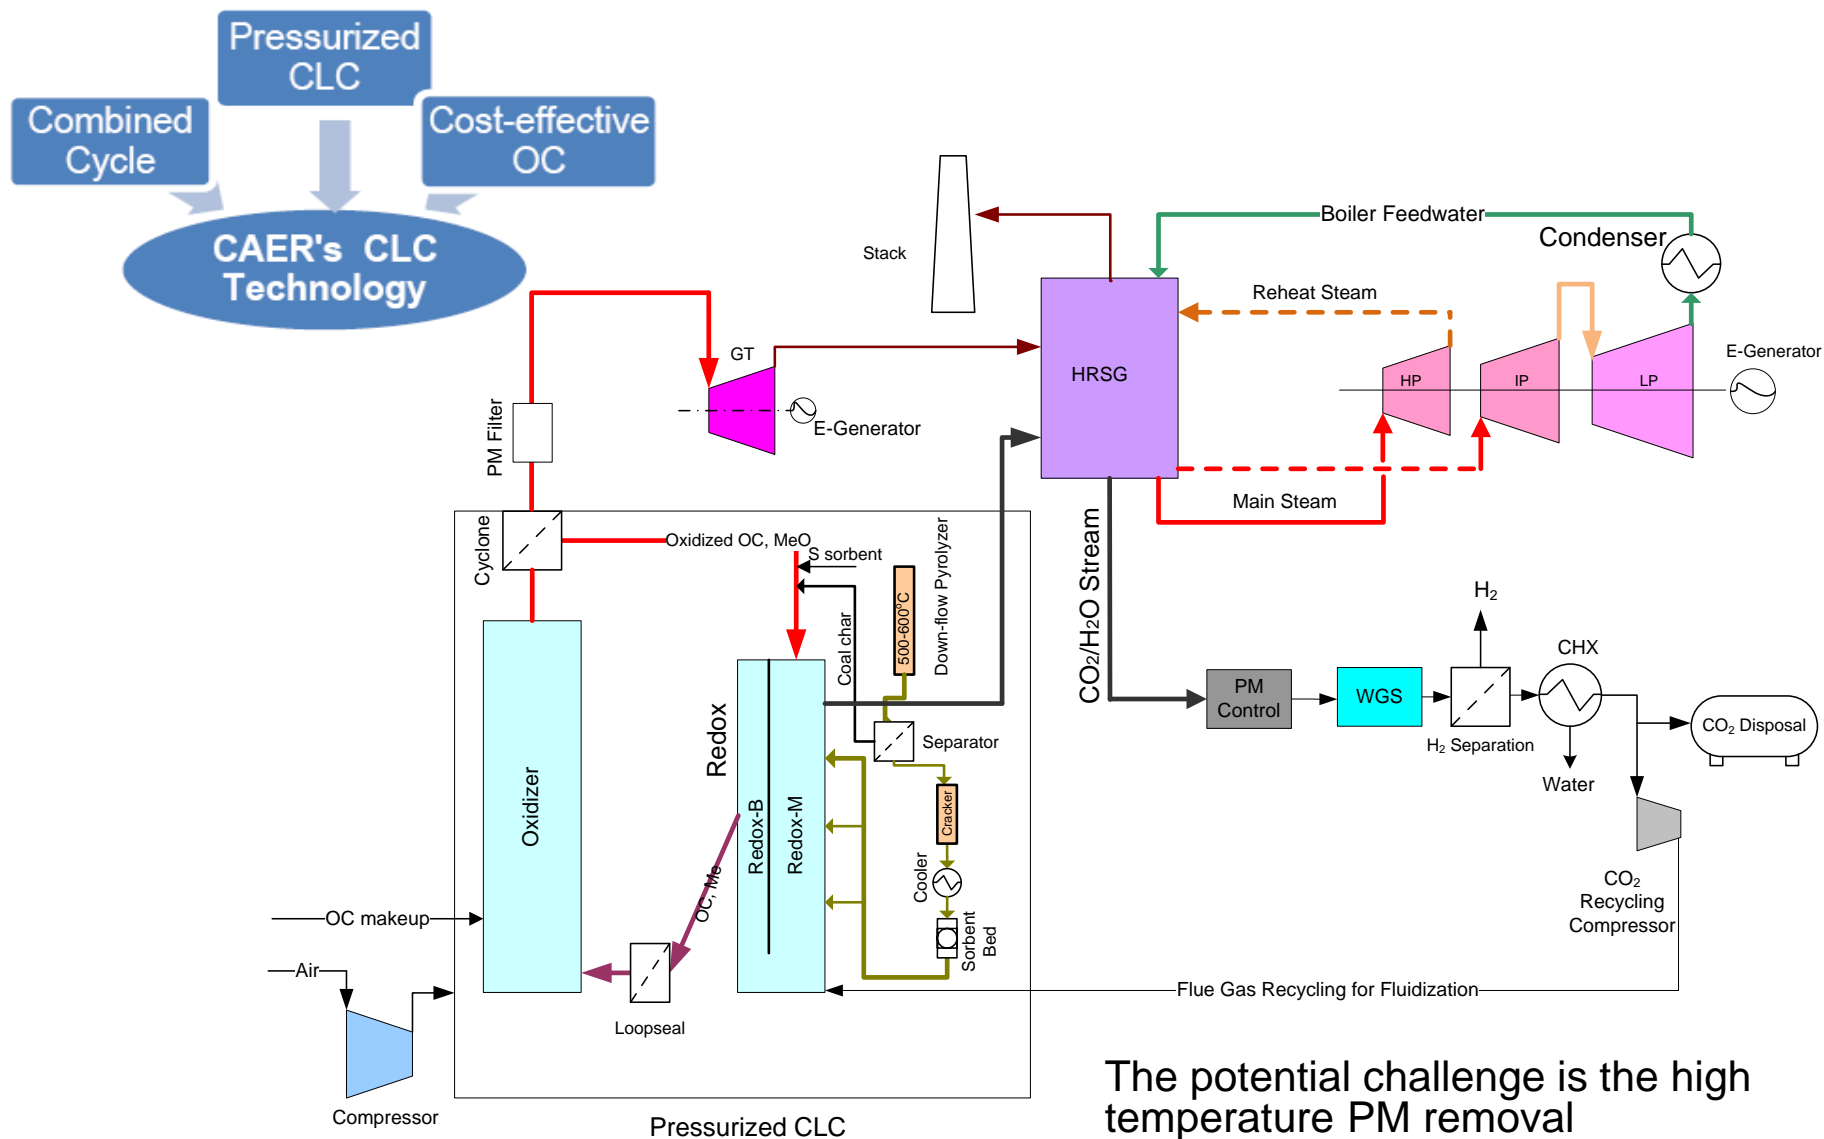 Pressurized
CLC
Combined
Cycle
Cost-effective
OC
CAER's CLC
Technology
Stack
Boiler Feedwater
Condenser
Reheat Steam
GT
HRSG
HP
IP
LP
E-Generator
E-Generator
PM Filter
Main Steam
Cyclone
Oxidized OC, MeO
S sorbent
Coal char
500-600°C
Down-flow Pyrolyzer
CO2/H2O Stream
H2
CHX
PM
Control
WGS
H2 Separation
CO2 Disposal
Water
Redox
Separator
Oxidizer
Redox-B
Redox-M
Cracker
Cooler
OC, Me
Sorbent
Bed
CO2
Recycling
Compressor
OC makeup
Air
Flue Gas Recycling for Fluidization
Loopseal
Compressor
Pressurized CLC
The potential challenge is the high
temperature PM removal